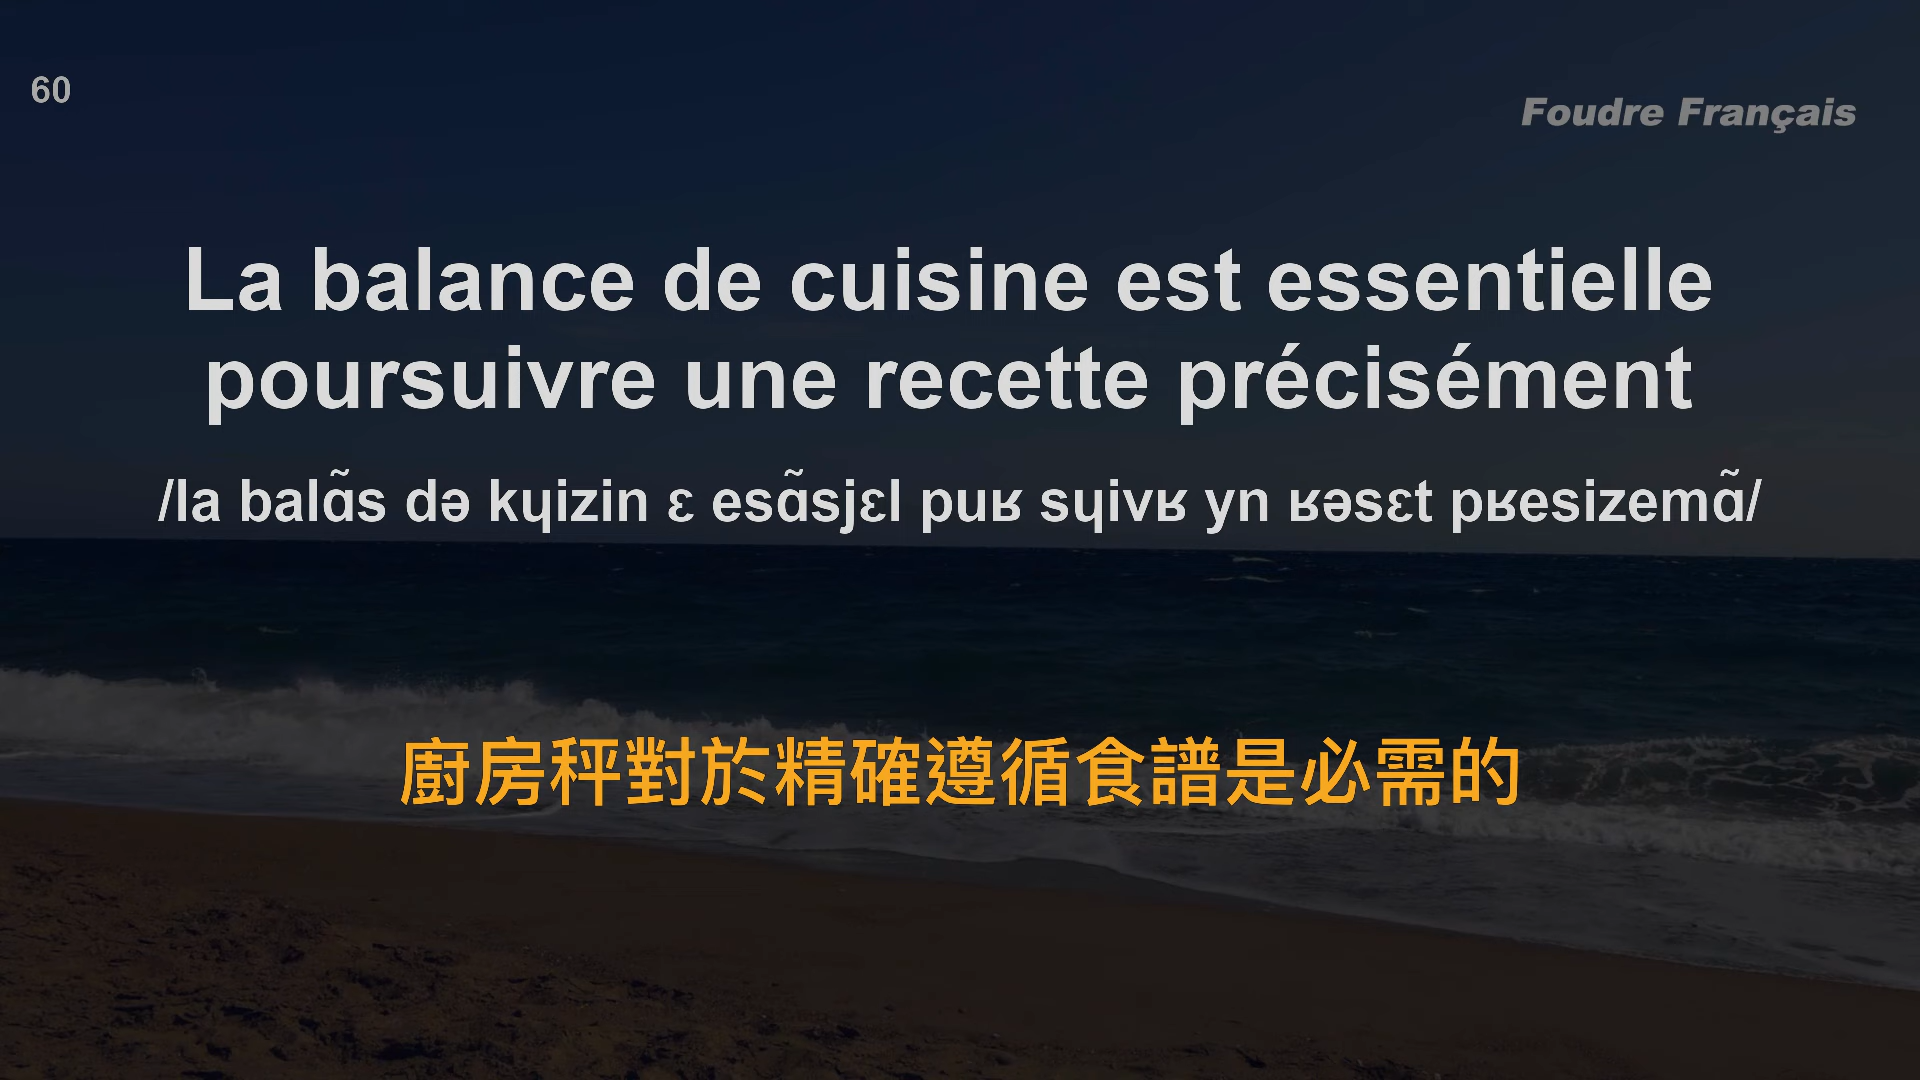 60
Foudre Français
La balance de cuisine est essentielle
poursuivre une recette précisément
/la balɑ̃s də kɥizin ɛ esɑ̃sjɛl puʁ sɥivʁ yn ʁəsɛt pʁesizemɑ̃/
廚房秤對於精確遵循食譜是必需的